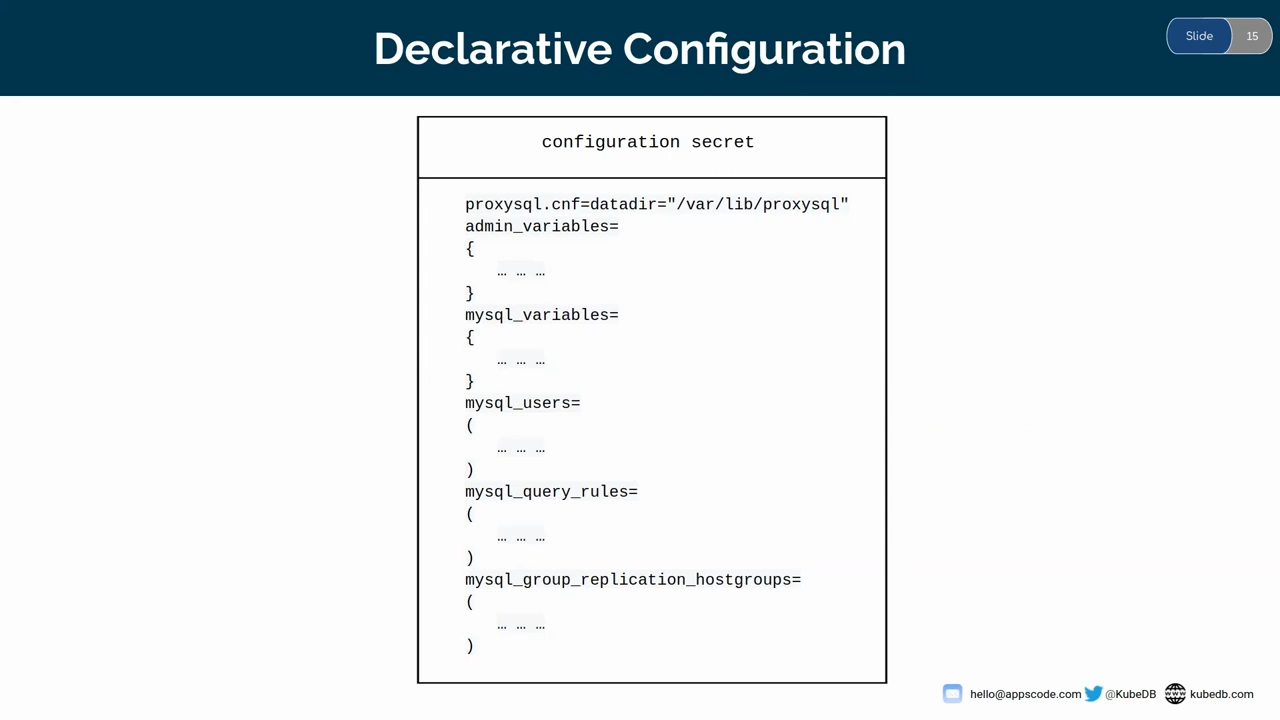 Declarative Configuration
Slide 15
configuration secret
proxysql.cnf=datadir="/var/lib/proxysql"
admin_variables=
{
… … …
}
mysql_variables=
{
… … …
}
mysql_users=
(
… … …
)
mysql_query_rules=
(
… … …
)
mysql_group_replication_hostgroups=
(
… … …
)
hello@appscode.com @KubeDB kubedb.com